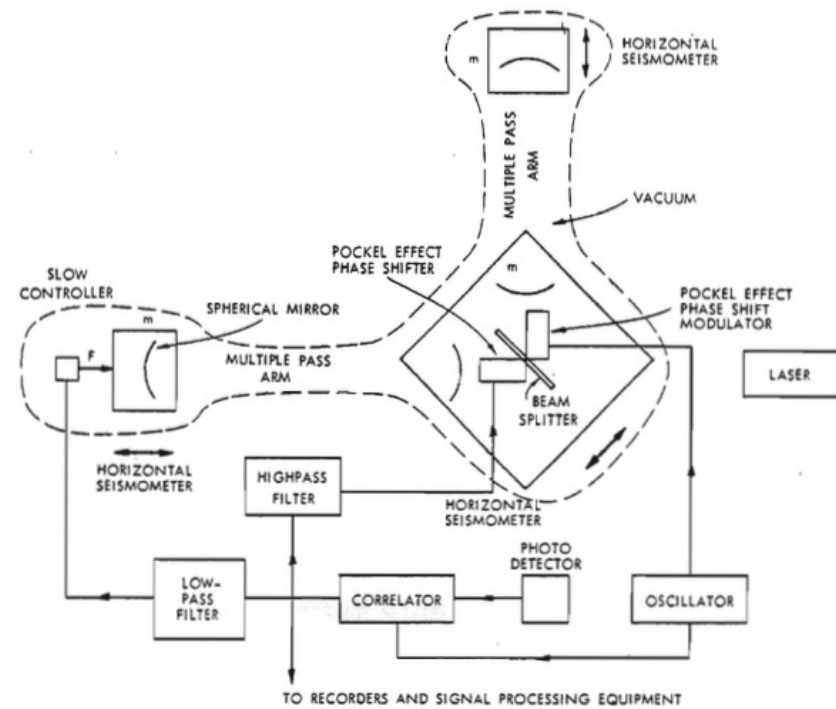 m
HORIZONTAL
SEISMOMETER
MULTIPLE PASS
ARM
VACUUM
POCKEL EFFECT
PHASE SHIFTER
m
SLOW
CONTROLLER
SPHERICAL MIRROR
POCKEL EFFECT
PHASE SHIFT
MODULATOR
m
F
MULTIPLE PASS
ARM
LASER
BEAM
SPLITTER
HORIZONTAL
SEISMOMETER
HIGHPASS
FILTER
HORIZONTAL
SEISMOMETER
PHOTO
DETECTOR
LOW-
PASS
FILTER
CORRELATOR
OSCILLATOR
TO RECORDERS AND SIGNAL PROCESSING EQUIPMENT